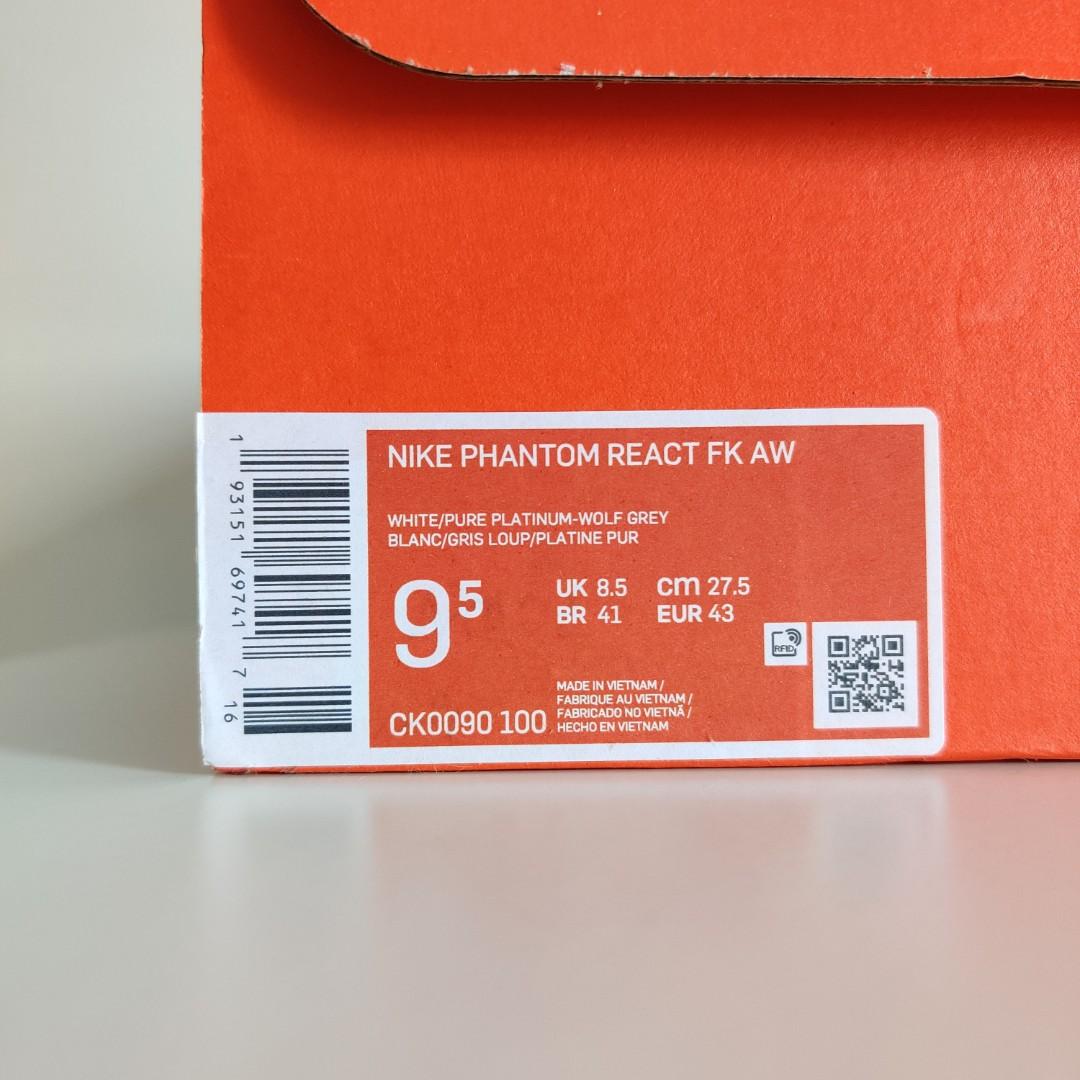 NIKE PHANTOM REACT FK AW
WHITE/PURE PLATINUM-WOLF GREY
BLANC/GRIS LOUP/PLATINE PUR
9⁵
UK 8.5 cm 27.5
BR 41 EUR 43
RFID
MADE IN VIETNAM /
FABRIQUE AU VIETNAM /
FABRICADO NO VIETNÃ /
HECHO EN VIETNAM
CK0090 100
1 93151 69741 7
16